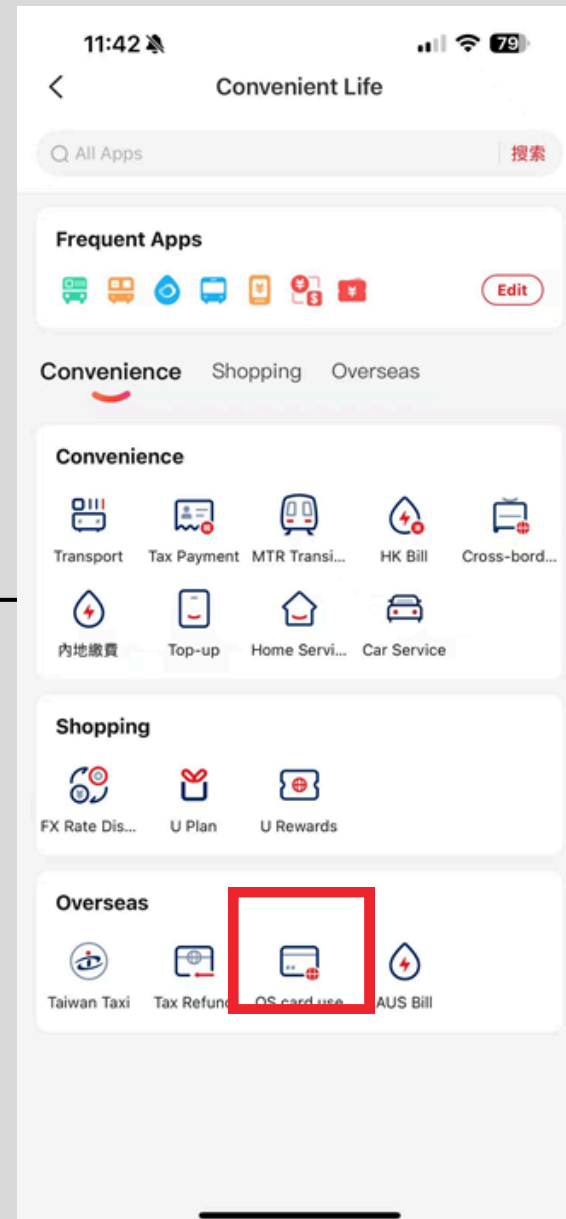 11:42
79
Convenient Life
All Apps 搜索
Frequent Apps
Edit
Convenience Shopping Overseas
Convenience
Transport Tax Payment MTR Transi... HK Bill Cross-bord...
內地繳費 Top-up Home Servi... Car Service
Shopping
FX Rate Dis... U Plan U Rewards
Overseas
Taiwan Taxi Tax Refund OS card use AUS Bill